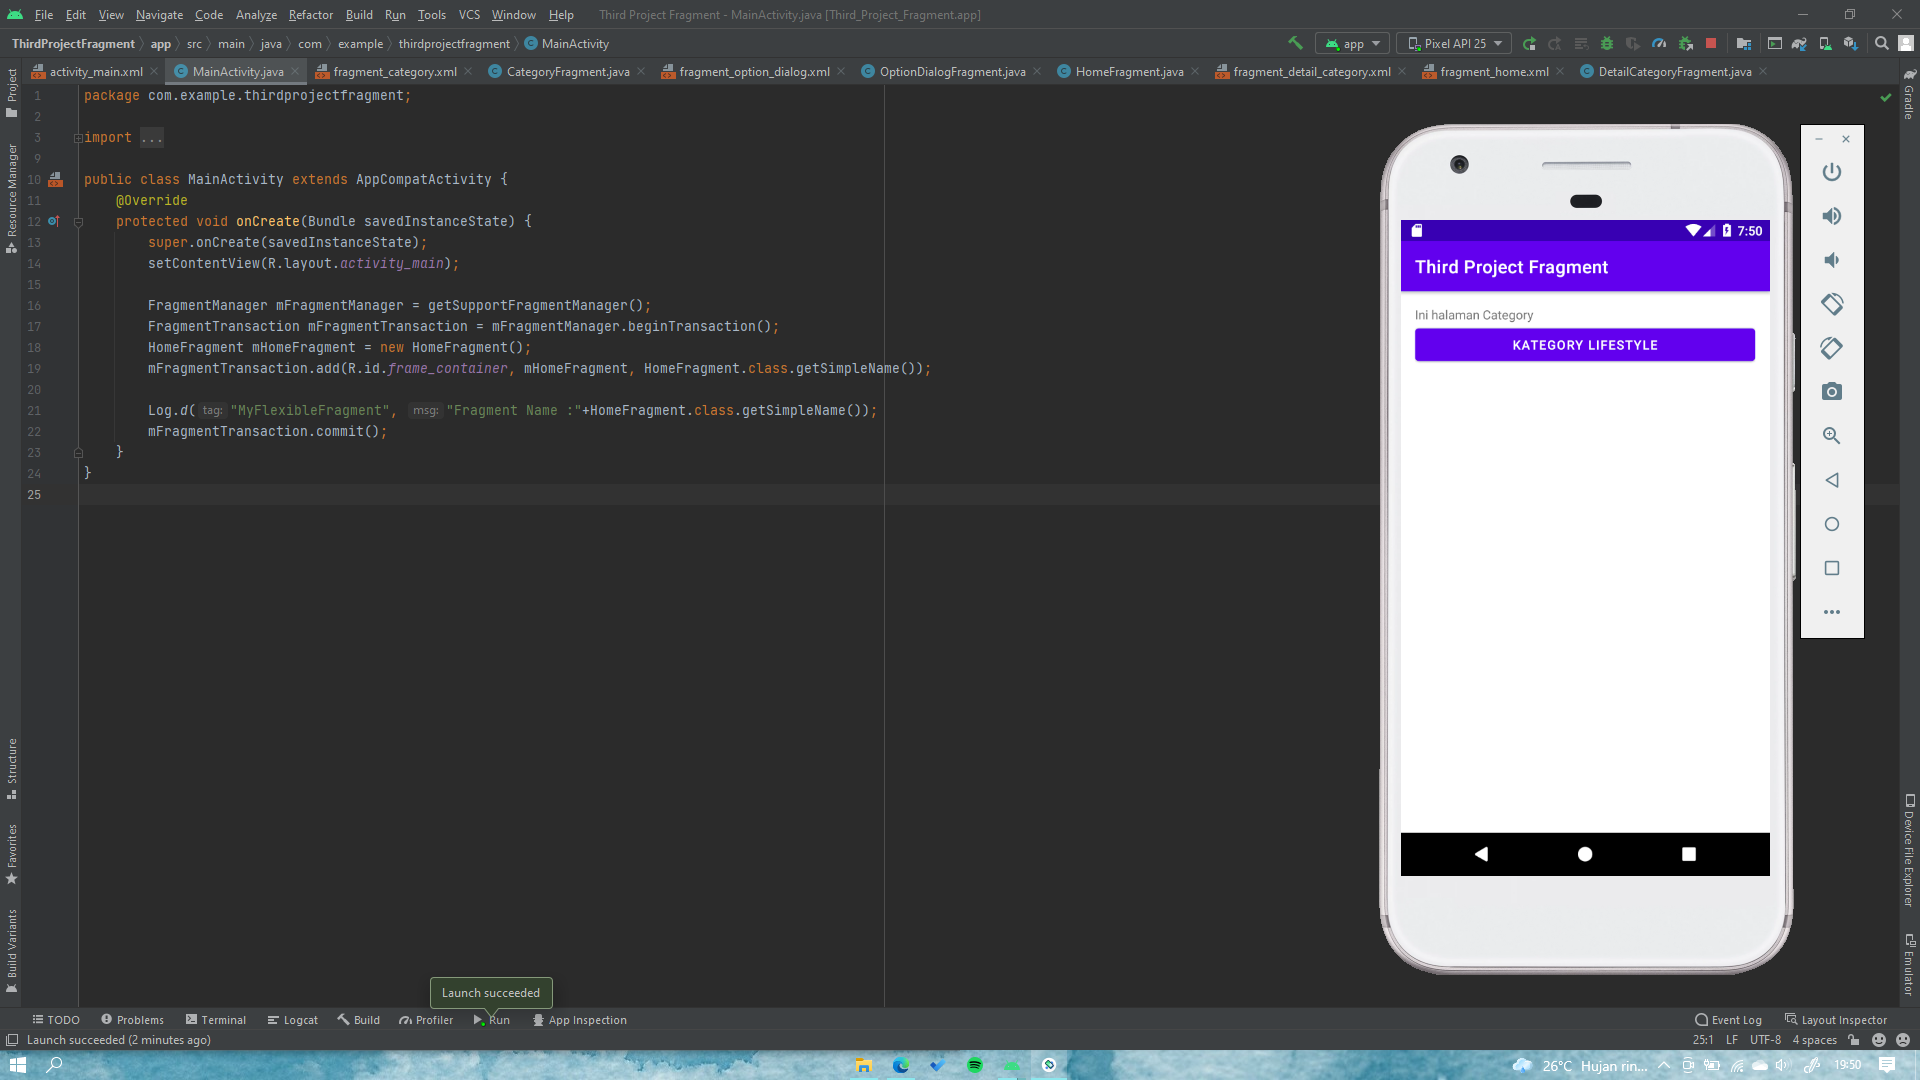 File Edit View Navigate Code Analyze Refactor Build Run Tools VCS Window Help Third Project Fragment - MainActivity.java [Third_Project_Fragment.app]
ThirdProjectFragment app src main java com example thirdprojectfragment MainActivity app Pixel API 25
activity_main.xml MainActivity.java fragment_category.xml CategoryFragment.java fragment_option_dialog.xml OptionDialogFragment.java HomeFragment.java fragment_detail_category.xml fragment_home.xml DetailCategoryFragment.java
Project
Resource Manager
Structure
Favorites
Build Variants
1 package com.example.thirdprojectfragment;
2
3 import ...
9
10 public class MainActivity extends AppCompatActivity {
11 @Override
12 protected void onCreate(Bundle savedInstanceState) {
13 super.onCreate(savedInstanceState);
14 setContentView(R.layout.activity_main);
15
16 FragmentManager mFragmentManager = getSupportFragmentManager();
17 FragmentTransaction mFragmentTransaction = mFragmentManager.beginTransaction();
18 HomeFragment mHomeFragment = new HomeFragment();
19 mFragmentTransaction.add(R.id.frame_container, mHomeFragment, HomeFragment.class.getSimpleName());
20
21 Log.d( tag: "MyFlexibleFragment", msg: "Fragment Name :"+HomeFragment.class.getSimpleName());
22 mFragmentTransaction.commit();
23 }
24 }
25
7:50
Third Project Fragment
Ini halaman Category
KATEGORY LIFESTYLE
Gradle
Device File Explorer
Emulator
Launch succeeded
TODO Problems Terminal Logcat Build Profiler Run App Inspection Event Log Layout Inspector
Launch succeeded (2 minutes ago) 25:1 LF UTF-8 4 spaces
26°C Hujan rin... 19:50